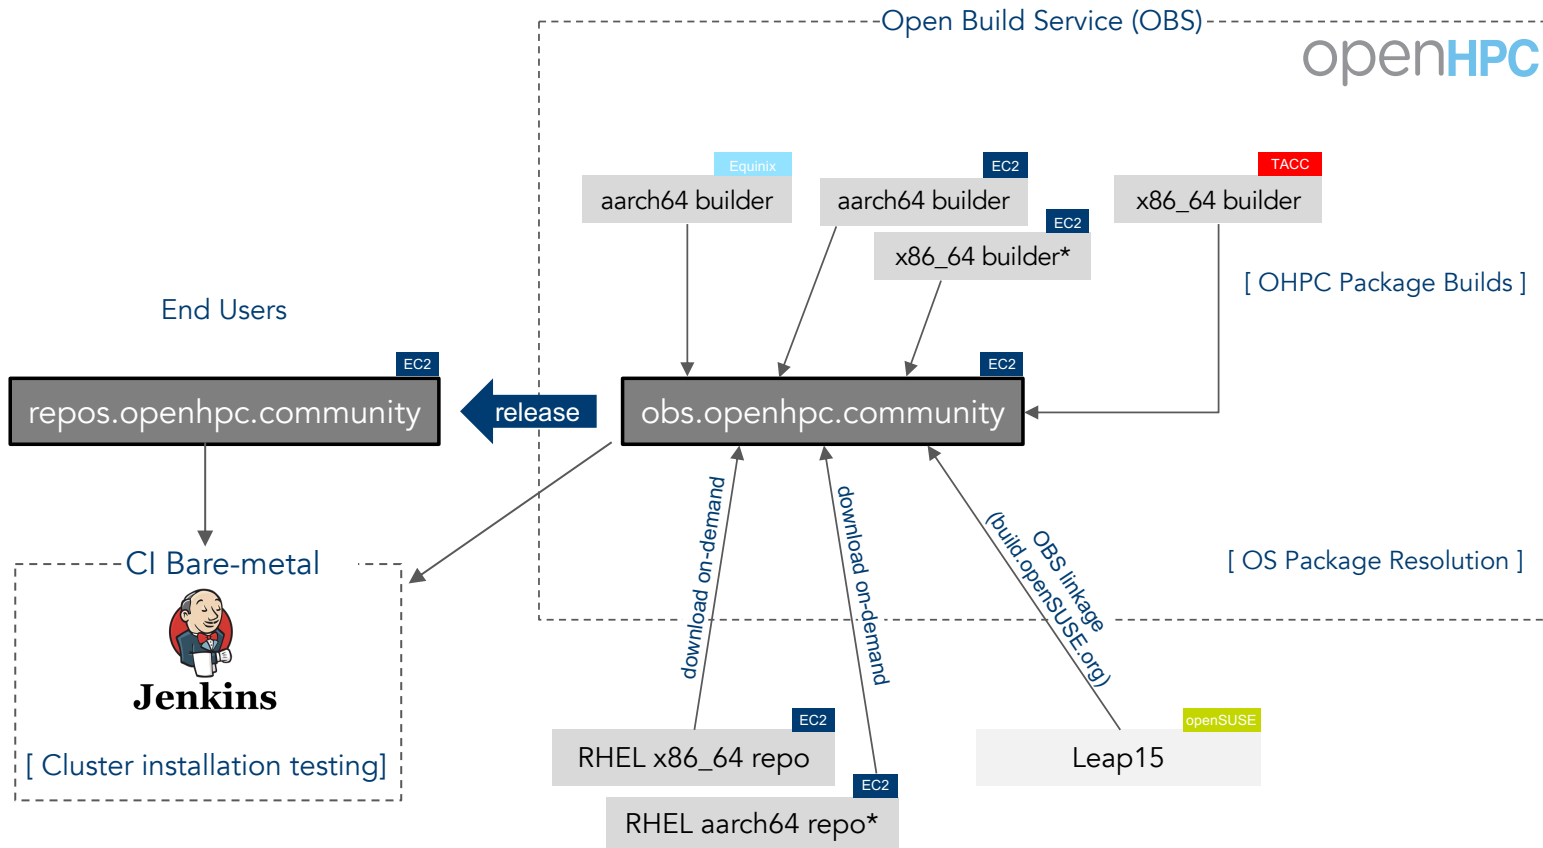 Open Build Service (OBS)
openHPC
Equinix
aarch64 builder
EC2
aarch64 builder
EC2
x86_64 builder*
TACC
x86_64 builder
[ OHPC Package Builds ]
End Users
EC2
repos.openhpc.community
release
EC2
obs.openhpc.community
download on-demand
download on-demand
OBS linkage
(build.openSUSE.org)
[ OS Package Resolution ]
CI Bare-metal
Jenkins
[ Cluster installation testing]
EC2
RHEL x86_64 repo
EC2
RHEL aarch64 repo*
openSUSE
Leap15